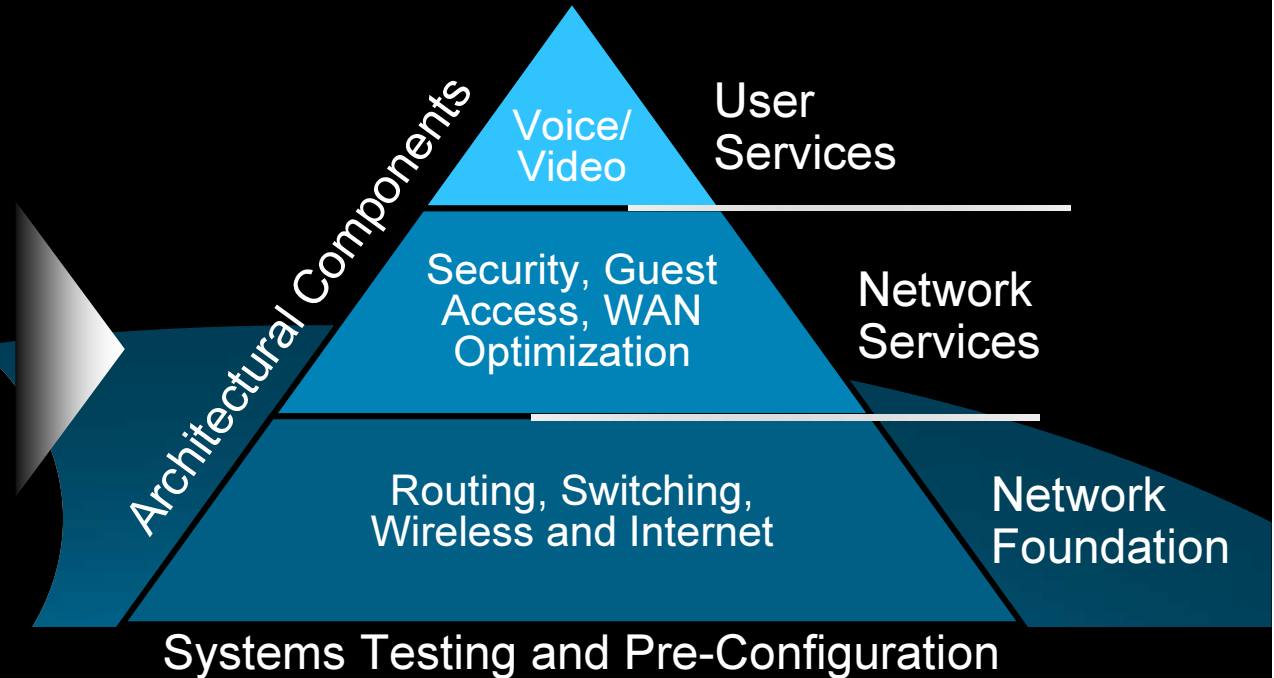 Architectural Components
Voice/
Video
User
Services
Security, Guest
Access, WAN
Optimization
Network
Services
Routing, Switching,
Wireless and Internet
Network
Foundation
Systems Testing and Pre-Configuration